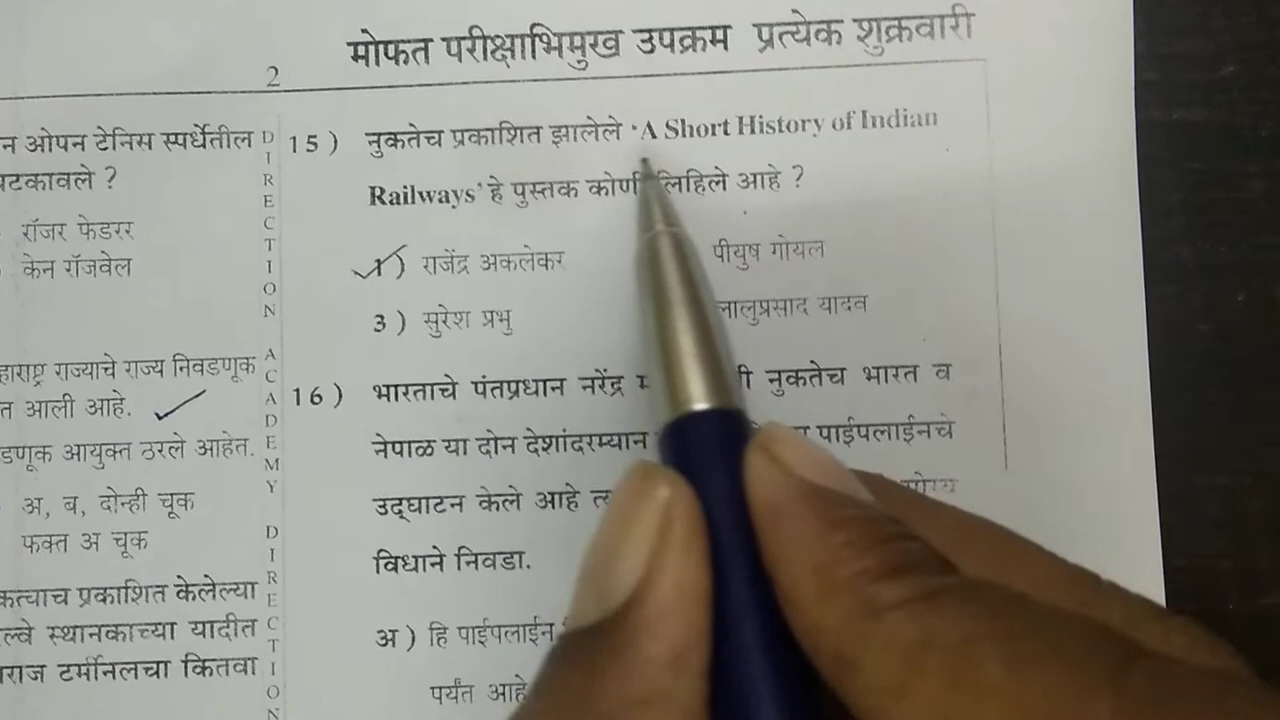 मोफत परीक्षाभिमुख उपक्रम प्रत्येक शुक्रवारी
2
न ओपन टेनिस स्पर्धेतील
पटकावले ?
रॉजर फेडरर
केन रॉजवेल
हाराष्ट्र राज्याचे राज्य निवडणूक
त आली आहे.
डणूक आयुक्त ठरले आहेत.
अ, ब, दोन्ही चूक
फक्त अ चूक
कत्याच प्रकाशित केलेल्या
ल्वे स्थानकाच्या यादीत
राज टर्मीनलचा कितवा
DIRECTION ACADEMY DIRECTION
15 ) नुकतेच प्रकाशित झालेले 'A Short History of Indian
Railways' हे पुस्तक कोणी लिहिले आहे ?
1 ) राजेंद्र अकलेकर पीयुष गोयल
3 ) सुरेश प्रभु लालुप्रसाद यादव
16 ) भारताचे पंतप्रधान नरेंद्र नी नुकतेच भारत व
नेपाळ या दोन देशांदरम्यान पाईपलाईनचे
उद्‌घाटन केले आहे योग्य
विधाने निवडा.
अ ) हि पाईपलाईन
पर्यंत आहे